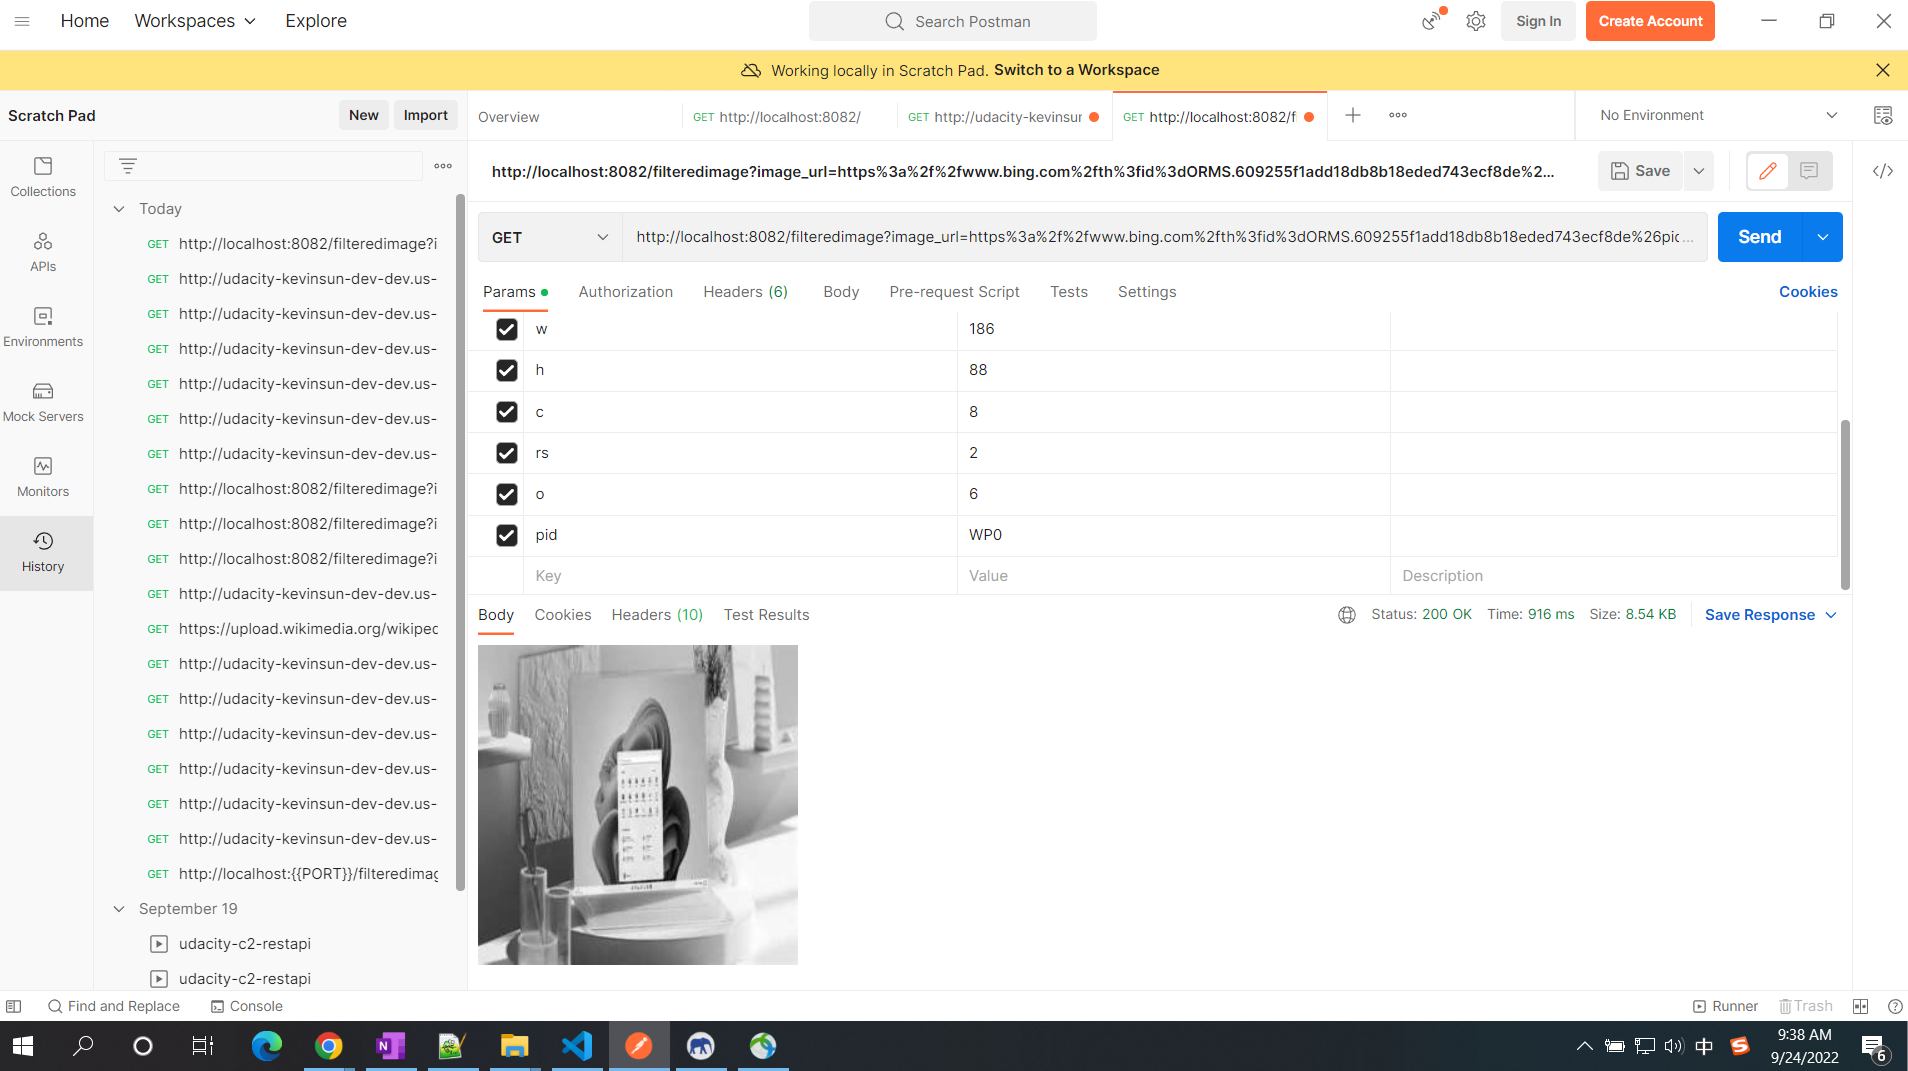 Home Workspaces Explore
Search Postman
Sign In Create Account
Working locally in Scratch Pad. Switch to a Workspace
Scratch Pad New Import
Overview GET http://localhost:8082/ GET http://udacity-kevinsur GET http://localhost:8082/fi No Environment
Collections
APIs
Environments
Mock Servers
Monitors
History
Today
GET http://localhost:8082/filteredimage?i
GET http://udacity-kevinsun-dev-dev.us-
GET http://udacity-kevinsun-dev-dev.us-
GET http://udacity-kevinsun-dev-dev.us-
GET http://udacity-kevinsun-dev-dev.us-
GET http://udacity-kevinsun-dev-dev.us-
GET http://udacity-kevinsun-dev-dev.us-
GET http://localhost:8082/filteredimage?i
GET http://localhost:8082/filteredimage?i
GET http://localhost:8082/filteredimage?i
GET http://udacity-kevinsun-dev-dev.us-
GET https://upload.wikimedia.org/wikiped
GET http://udacity-kevinsun-dev-dev.us-
GET http://udacity-kevinsun-dev-dev.us-
GET http://udacity-kevinsun-dev-dev.us-
GET http://udacity-kevinsun-dev-dev.us-
GET http://udacity-kevinsun-dev-dev.us-
GET http://udacity-kevinsun-dev-dev.us-
GET http://localhost:{{PORT}}/filteredimag
September 19
udacity-c2-restapi
udacity-c2-restapi
http://localhost:8082/filteredimage?image_url=https%3a%2f%2fwww.bing.com%2fth%3fid%3dORMS.609255f1add18db8b18eded743ecf8de%2... Save
GET http://localhost:8082/filteredimage?image_url=https%3a%2f%2fwww.bing.com%2fth%3fid%3dORMS.609255f1add18db8b18eded743ecf8de%26pic... Send
Params Authorization Headers (6) Body Pre-request Script Tests Settings Cookies
w 186
h 88
c 8
rs 2
o 6
pid WP0
Key Value Description
Body Cookies Headers (10) Test Results Status: 200 OK Time: 916 ms Size: 8.54 KB Save Response
Find and Replace Console Runner Trash
中 9:38 AM
9/24/2022 6